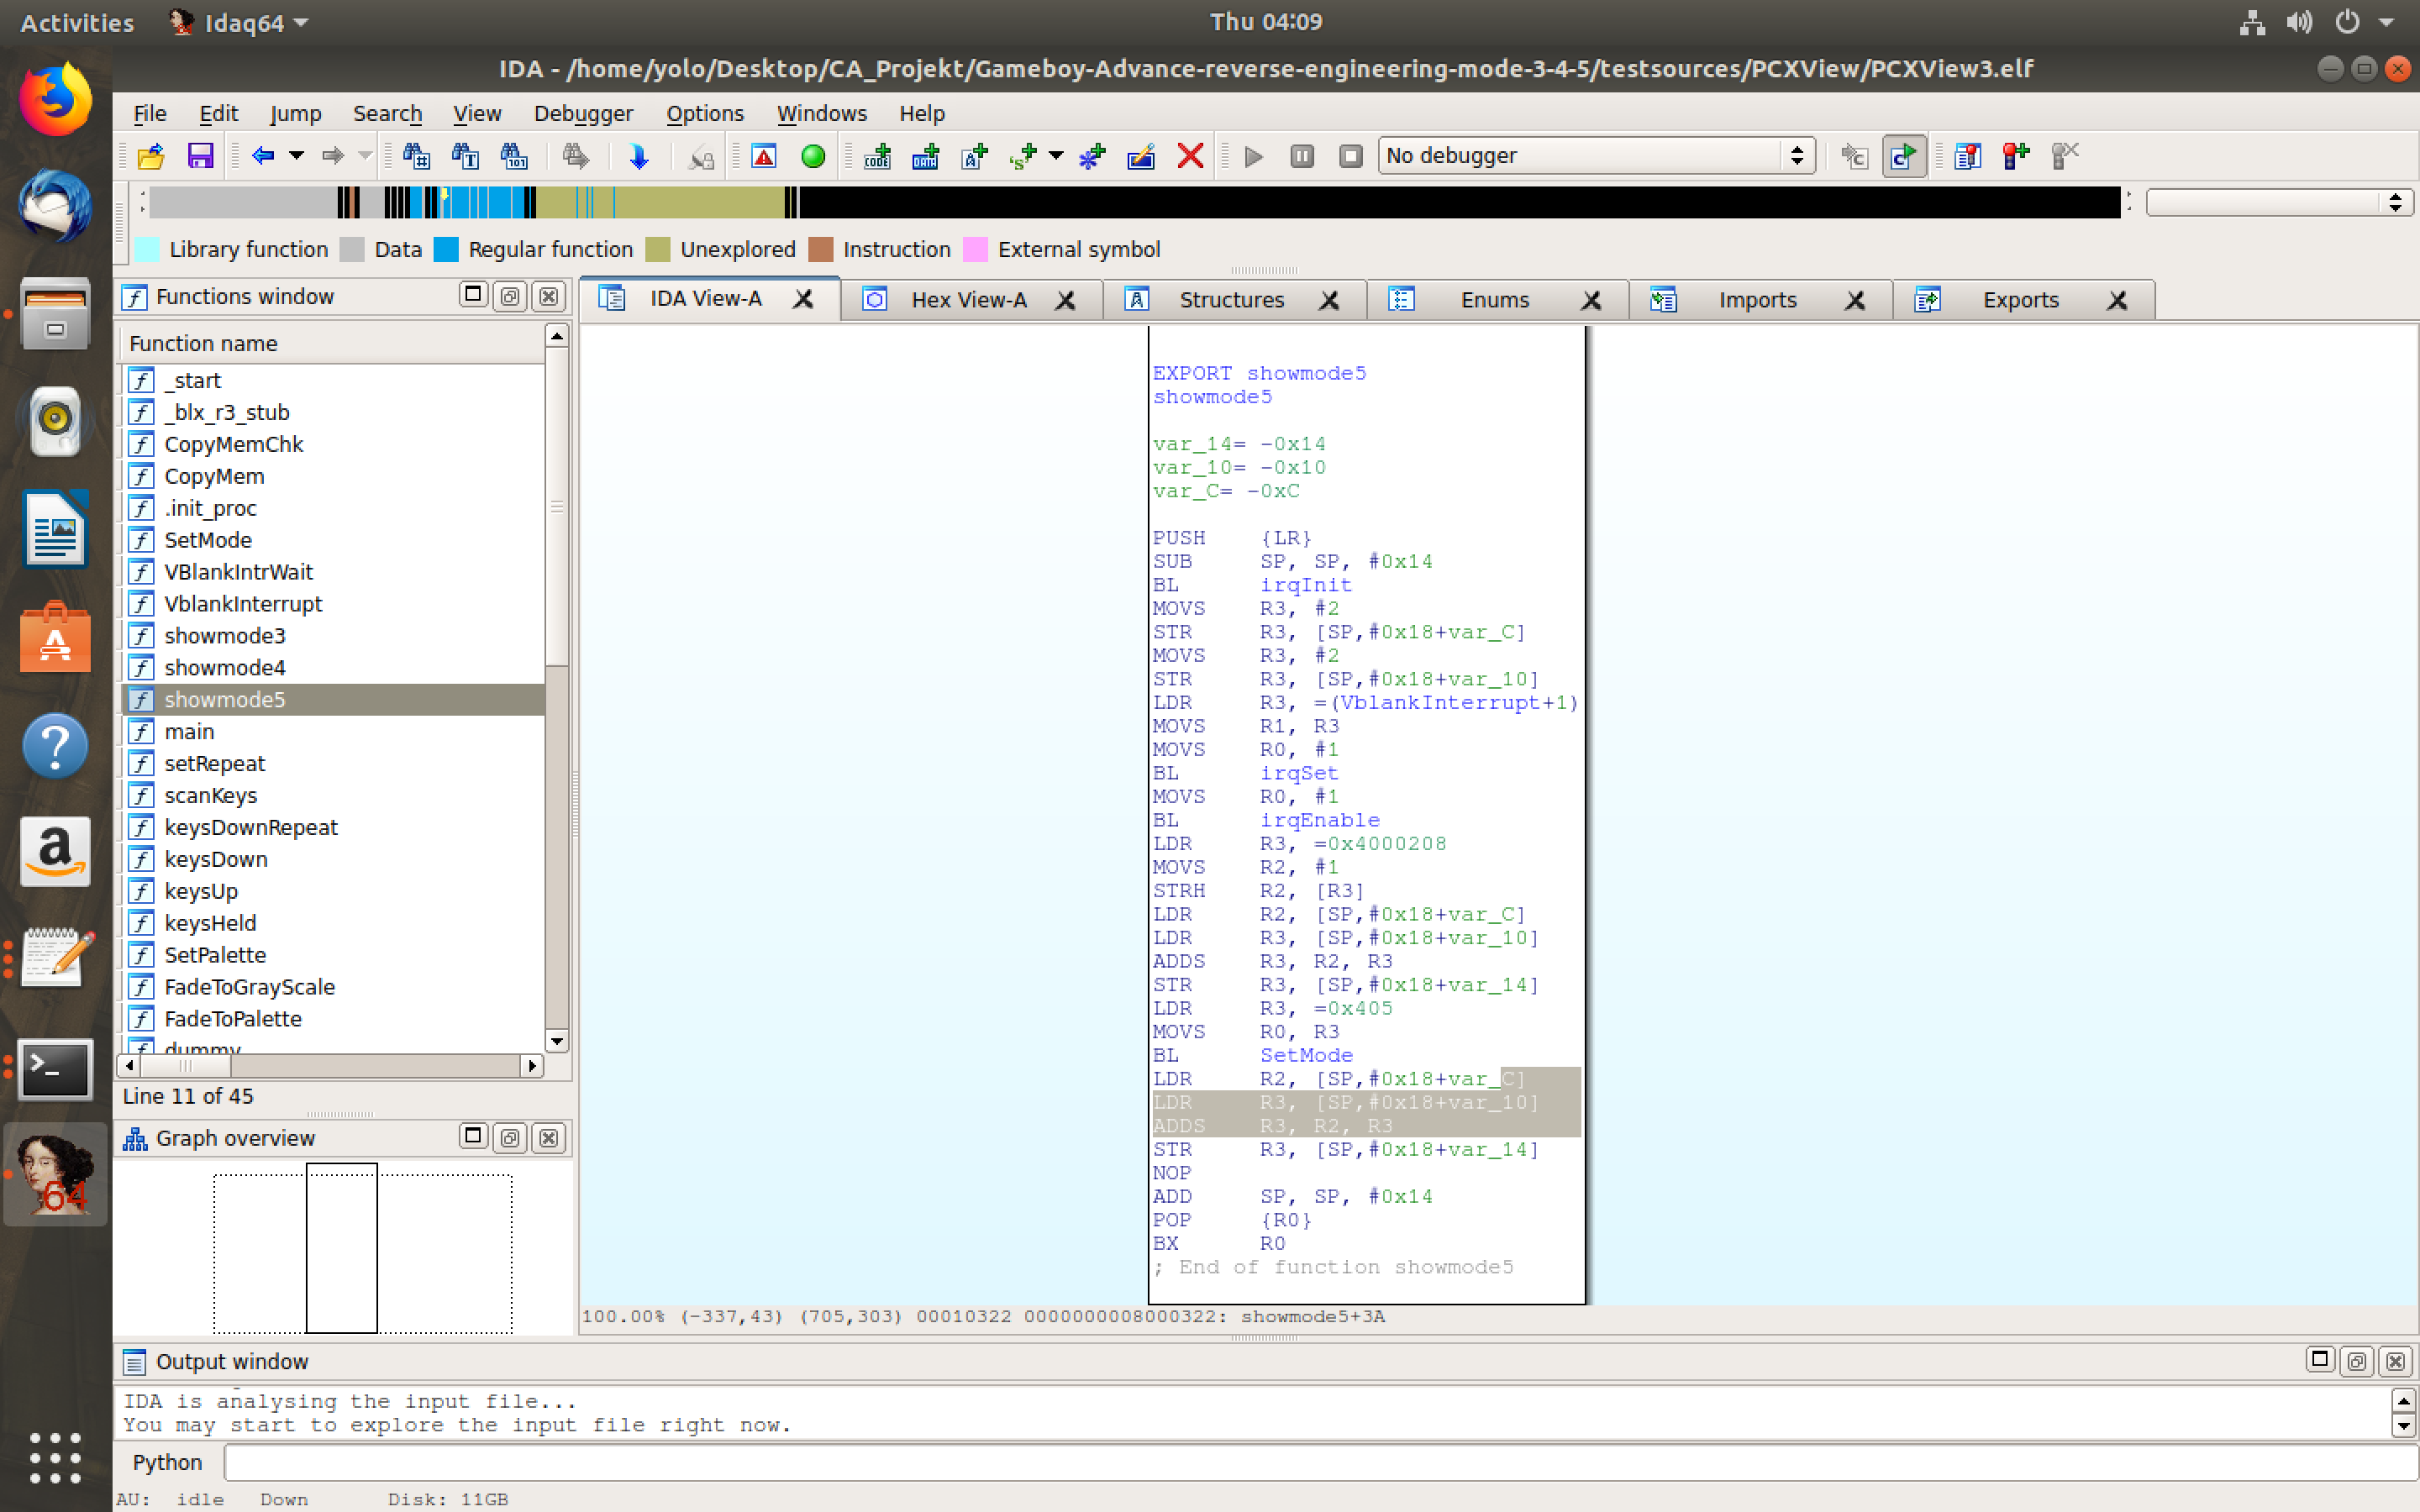 Activities
Idaq64
Thu 04:09
IDA - /home/yolo/Desktop/CA_Projekt/Gameboy-Advance-reverse-engineering-mode-3-4-5/testsources/PCXView/PCXView3.elf
File Edit Jump Search View Debugger Options Windows Help
No debugger
Library function Data Regular function Unexplored Instruction External symbol
Functions window
IDA View-A Hex View-A Structures Enums Imports Exports
Function name
_start
_blx_r3_stub
CopyMemChk
CopyMem
.init_proc
SetMode
VBlankIntrWait
VblankInterrupt
showmode3
showmode4
showmode5
main
setRepeat
scanKeys
keysDownRepeat
keysDown
keysUp
keysHeld
SetPalette
FadeToGrayScale
FadeToPalette
dummy
Line 11 of 45
Graph overview
EXPORT showmode5
showmode5
var_14= -0x14
var_10= -0x10
var_C= -0xC
PUSH {LR}
SUB SP, SP, #0x14
BL irqInit
MOVS R3, #2
STR R3, [SP,#0x18+var_C]
MOVS R3, #2
STR R3, [SP,#0x18+var_10]
LDR R3, =(VblankInterrupt+1)
MOVS R1, R3
MOVS R0, #1
BL irqSet
MOVS R0, #1
BL irqEnable
LDR R3, =0x4000208
MOVS R2, #1
STRH R2, [R3]
LDR R2, [SP,#0x18+var_C]
LDR R3, [SP,#0x18+var_10]
ADDS R3, R2, R3
STR R3, [SP,#0x18+var_14]
LDR R3, =0x405
MOVS R0, R3
BL SetMode
LDR R2, [SP,#0x18+var_C]
LDR R3, [SP,#0x18+var_10]
ADDS R3, R2, R3
STR R3, [SP,#0x18+var_14]
NOP
ADD SP, SP, #0x14
POP {R0}
BX R0
; End of function showmode5
100.00% (-337,43) (705,303) 00010322 0000000008000322: showmode5+3A
Output window
IDA is analysing the input file...
You may start to explore the input file right now.
Python
AU: idle Down Disk: 11GB
64